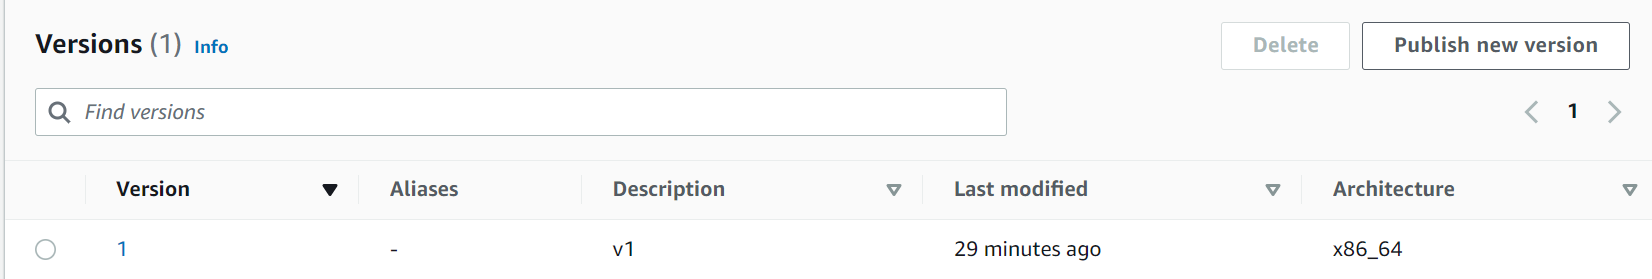 Versions (1) Info
Delete
Publish new version
Find versions
1
Version Aliases Description Last modified Architecture
1 - v1 29 minutes ago x86_64